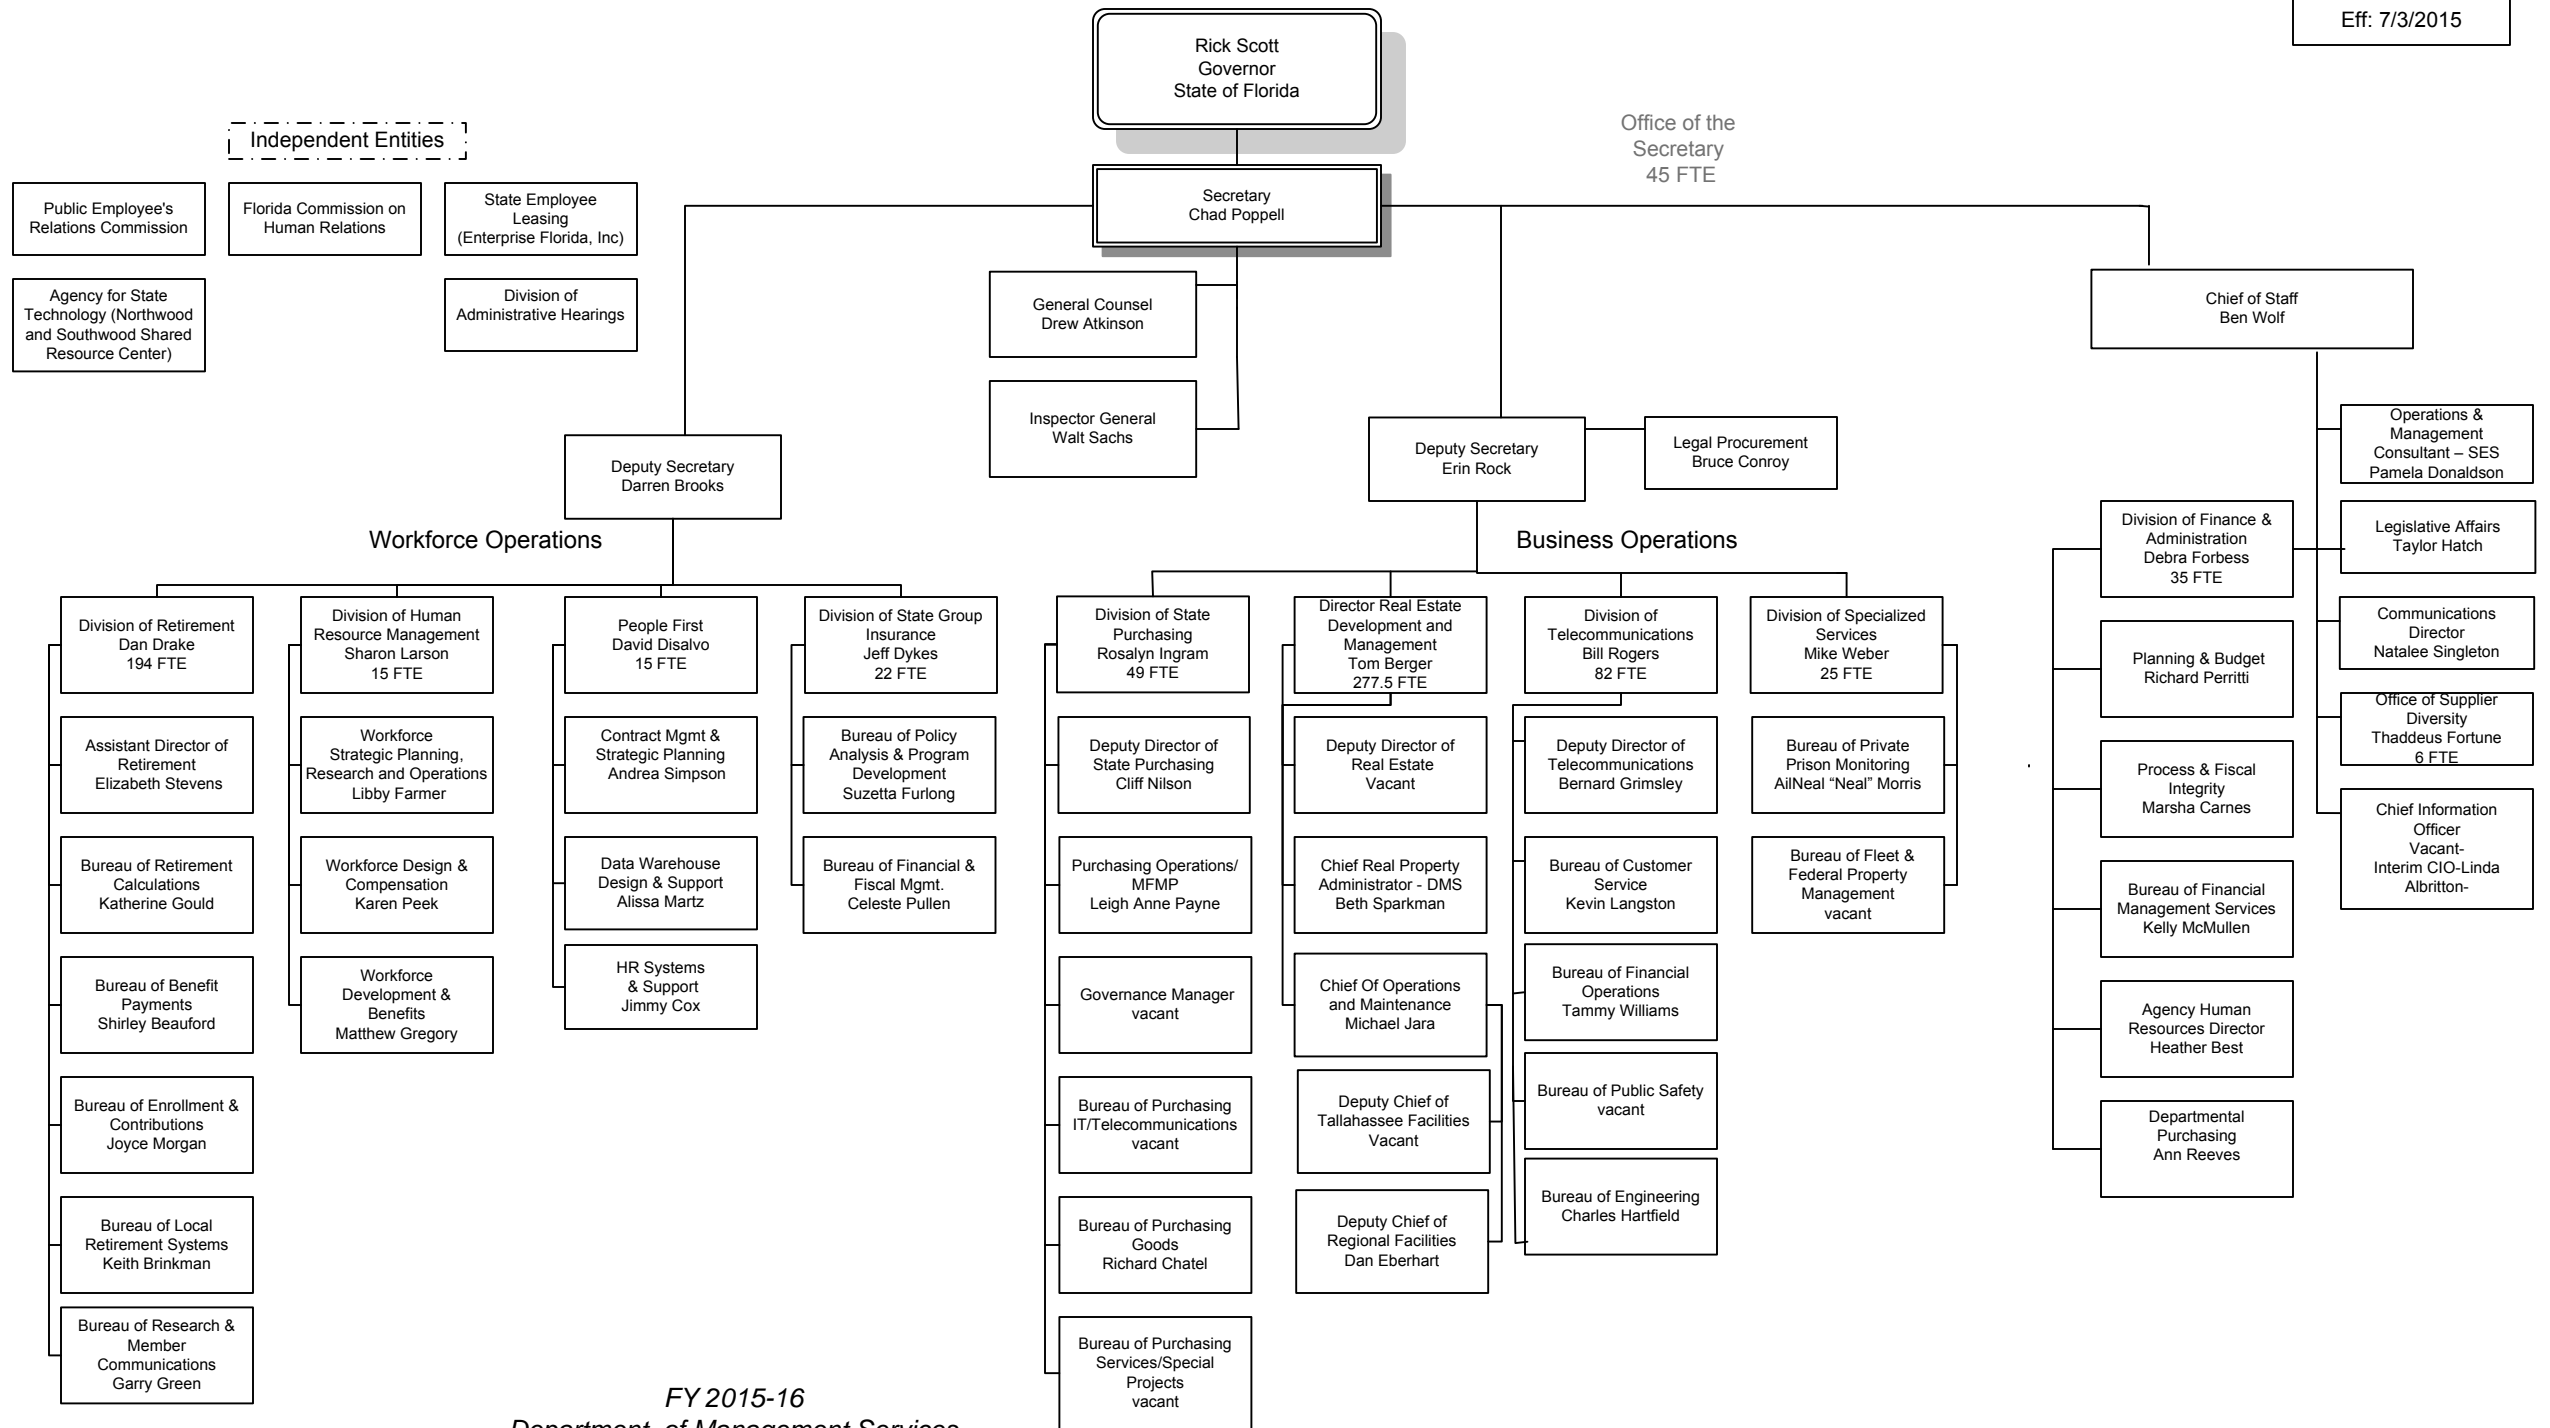 Eff: 7/3/2015
Rick Scott
Governor
State of Florida
Independent Entities
Office of the
Secretary
45 FTE
Public Employee's
Relations Commission
Florida Commission on
Human Relations
State Employee
Leasing
(Enterprise Florida, Inc)
Secretary
Chad Poppell
Agency for State
Technology (Northwood
and Southwood Shared
Resource Center)
Division of
Administrative Hearings
General Counsel
Drew Atkinson
Chief of Staff
Ben Wolf
Inspector General
Walt Sachs
Deputy Secretary
Darren Brooks
Deputy Secretary
Erin Rock
Legal Procurement
Bruce Conroy
Operations &
Management
Consultant – SES
Pamela Donaldson
Legislative Affairs
Taylor Hatch
Communications
Director
Natalee Singleton
Office of Supplier
Diversity
Thaddeus Fortune
6 FTE
Chief Information
Officer
Vacant-
Interim CIO-Linda
Albritton-
Workforce Operations
Division of Retirement
Dan Drake
194 FTE
Assistant Director of
Retirement
Elizabeth Stevens
Bureau of Retirement
Calculations
Katherine Gould
Bureau of Benefit
Payments
Shirley Beauford
Bureau of Enrollment &
Contributions
Joyce Morgan
Bureau of Local
Retirement Systems
Keith Brinkman
Bureau of Research &
Member
Communications
Garry Green
Division of Human
Resource Management
Sharon Larson
15 FTE
Workforce
Strategic Planning,
Research and Operations
Libby Farmer
Workforce Design &
Compensation
Karen Peek
Workforce
Development &
Benefits
Matthew Gregory
People First
David Disalvo
15 FTE
Contract Mgmt &
Strategic Planning
Andrea Simpson
Data Warehouse
Design & Support
Alissa Martz
HR Systems
& Support
Jimmy Cox
Division of State Group
Insurance
Jeff Dykes
22 FTE
Bureau of Policy
Analysis & Program
Development
Suzetta Furlong
Bureau of Financial &
Fiscal Mgmt.
Celeste Pullen
Business Operations
Division of State
Purchasing
Rosalyn Ingram
49 FTE
Deputy Director of
State Purchasing
Cliff Nilson
Purchasing Operations/
MFMP
Leigh Anne Payne
Governance Manager
vacant
Bureau of Purchasing
IT/Telecommunications
vacant
Bureau of Purchasing
Goods
Richard Chatel
Bureau of Purchasing
Services/Special
Projects
vacant
Director Real Estate
Development and
Management
Tom Berger
277.5 FTE
Deputy Director of
Real Estate
Vacant
Chief Real Property
Administrator - DMS
Beth Sparkman
Chief Of Operations
and Maintenance
Michael Jara
Deputy Chief of
Tallahassee Facilities
Vacant
Deputy Chief of
Regional Facilities
Dan Eberhart
Division of
Telecommunications
Bill Rogers
82 FTE
Deputy Director of
Telecommunications
Bernard Grimsley
Bureau of Customer
Service
Kevin Langston
Bureau of Financial
Operations
Tammy Williams
Bureau of Public Safety
vacant
Bureau of Engineering
Charles Hartfield
Division of Specialized
Services
Mike Weber
25 FTE
Bureau of Private
Prison Monitoring
AilNeal “Neal” Morris
Bureau of Fleet &
Federal Property
Management
vacant
Division of Finance &
Administration
Debra Forbess
35 FTE
Planning & Budget
Richard Perritti
Process & Fiscal
Integrity
Marsha Carnes
Bureau of Financial
Management Services
Kelly McMullen
Agency Human
Resources Director
Heather Best
Departmental
Purchasing
Ann Reeves
FY 2015-16
Department of Management Services